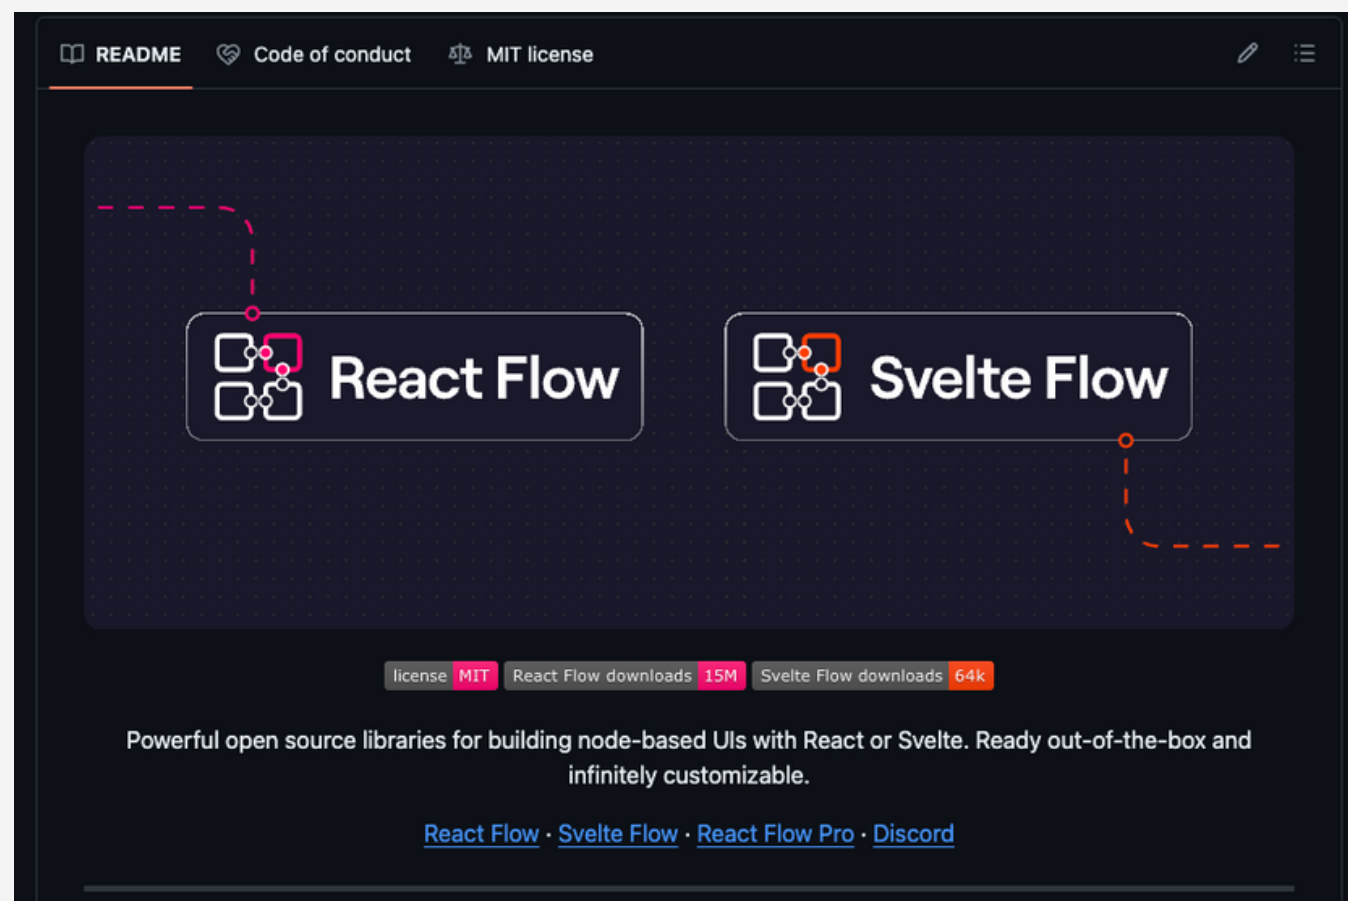 README Code of conduct MIT license
React Flow Svelte Flow
license MIT React Flow downloads 15M Svelte Flow downloads 64k
Powerful open source libraries for building node-based UIs with React or Svelte. Ready out-of-the-box and
infinitely customizable.
React Flow · Svelte Flow · React Flow Pro · Discord